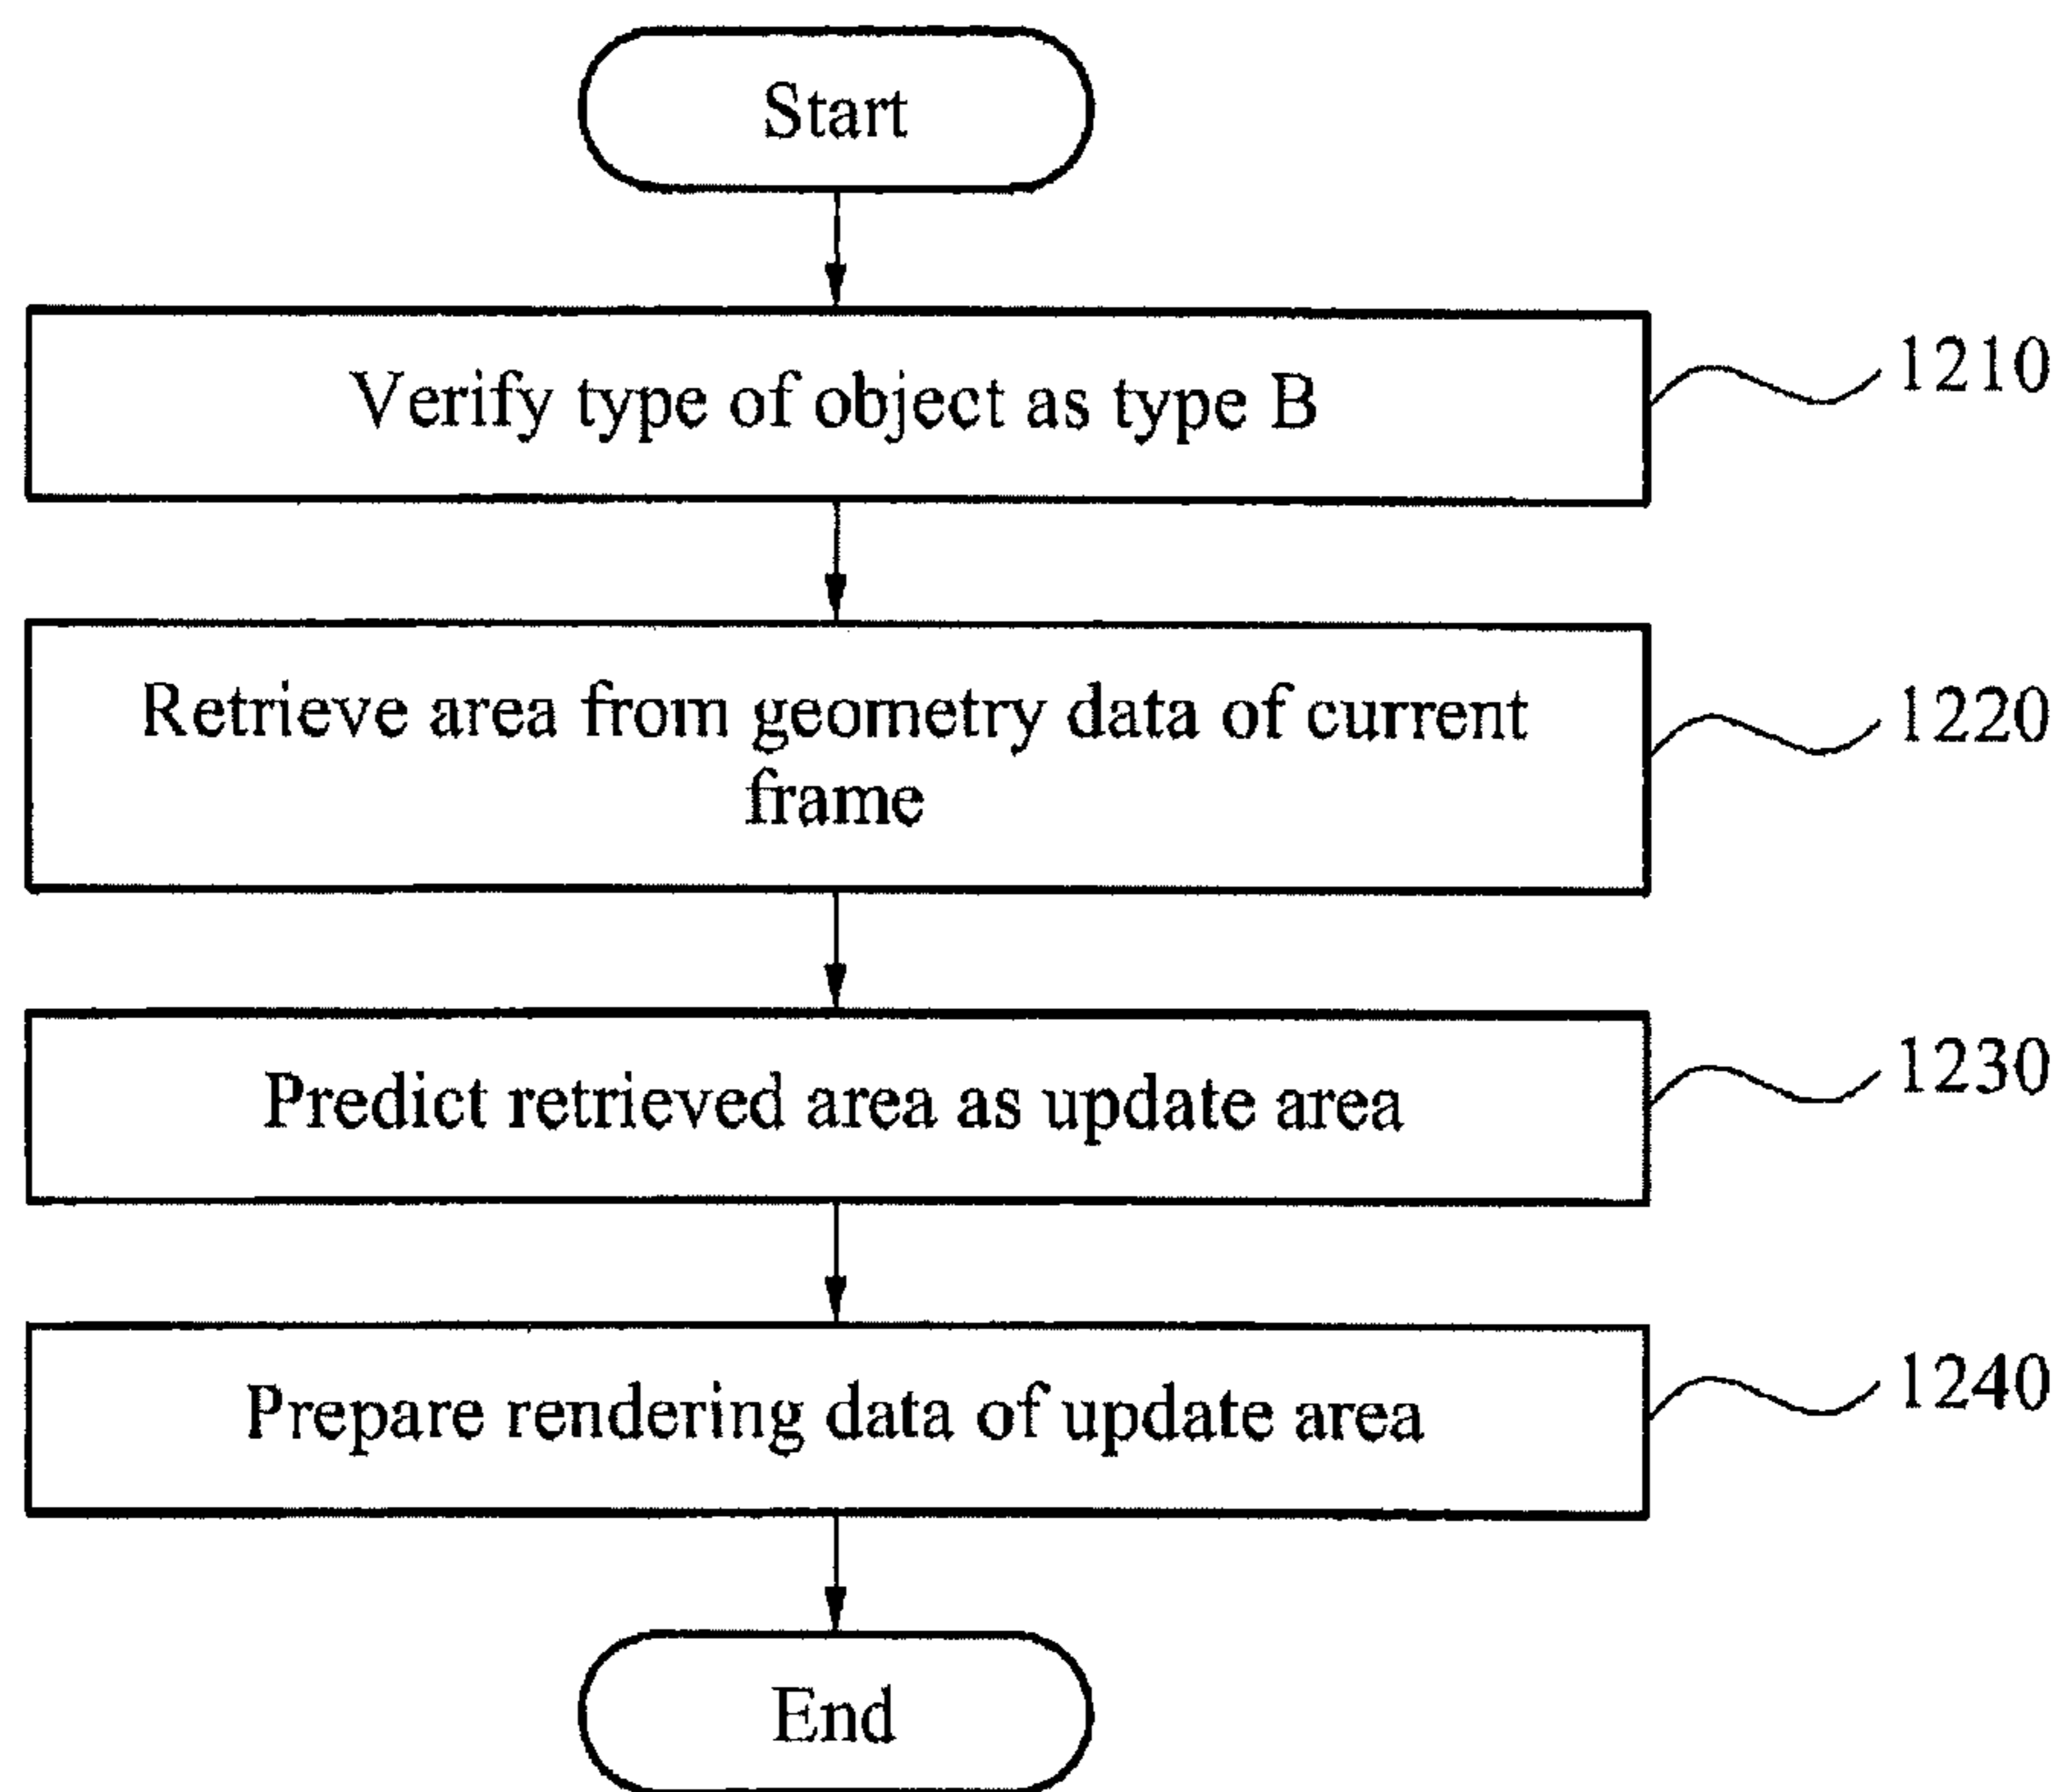 Start
Verify type of object as type B
1210
Retrieve area from geometry data of current
frame
1220
Predict retrieved area as update area
1230
Prepare rendering data of update area
1240
End